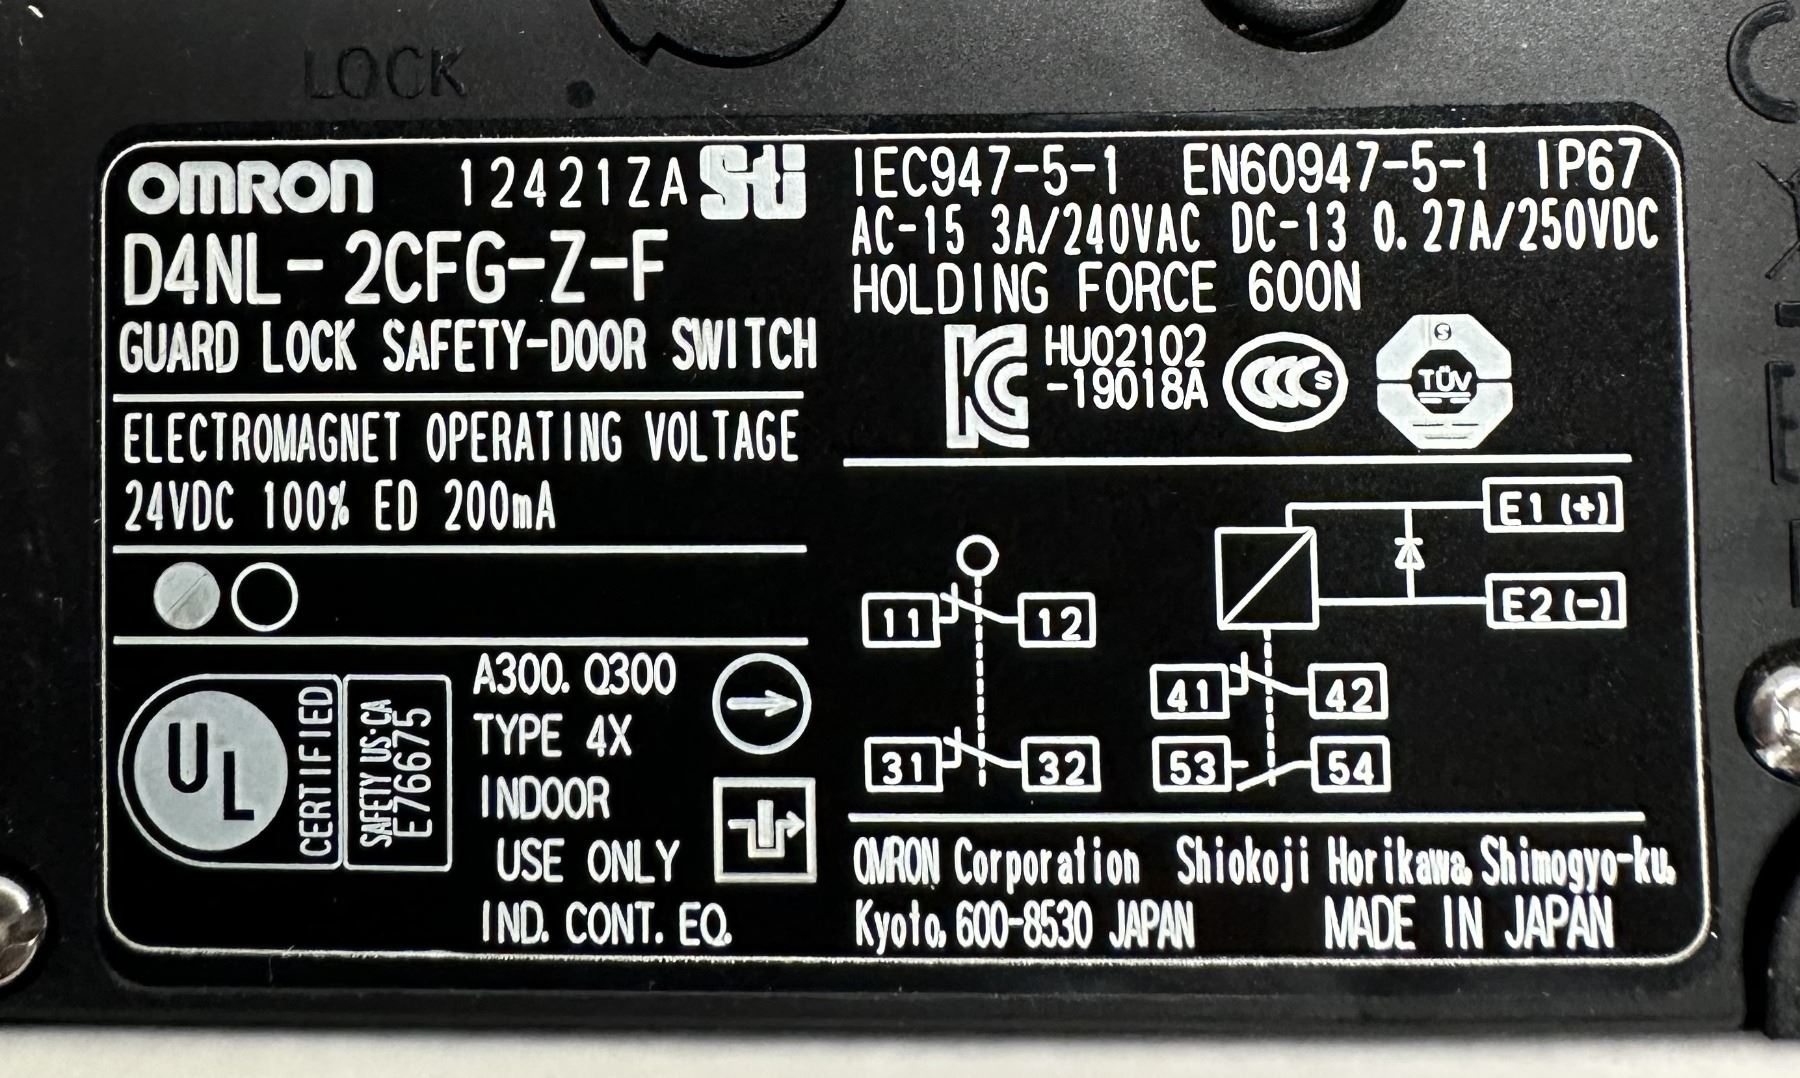 LOCK
OMRON 12421ZA Sti
D4NL-2CFG-Z-F
GUARD LOCK SAFETY-DOOR SWITCH
ELECTROMAGNET OPERATING VOLTAGE
24VDC 100% ED 200mA
UL
CERTIFIED
SAFETY US-CA
E76675
A300. Q300
TYPE 4X
INDOOR
USE ONLY
IND. CONT. EQ.
IEC947-5-1 EN60947-5-1 IP67
AC-15 3A/240VAC DC-13 0.27A/250VDC
HOLDING FORCE 600N
KC HU02102
-19018A
CCC S
S
TÜV
E1(+)
E2(-)
11 12
41 42
31 32
53 54
OMRON Corporation Shiokoji Horikawa, Shimogyo-ku,
Kyoto, 600-8530 JAPAN MADE IN JAPAN